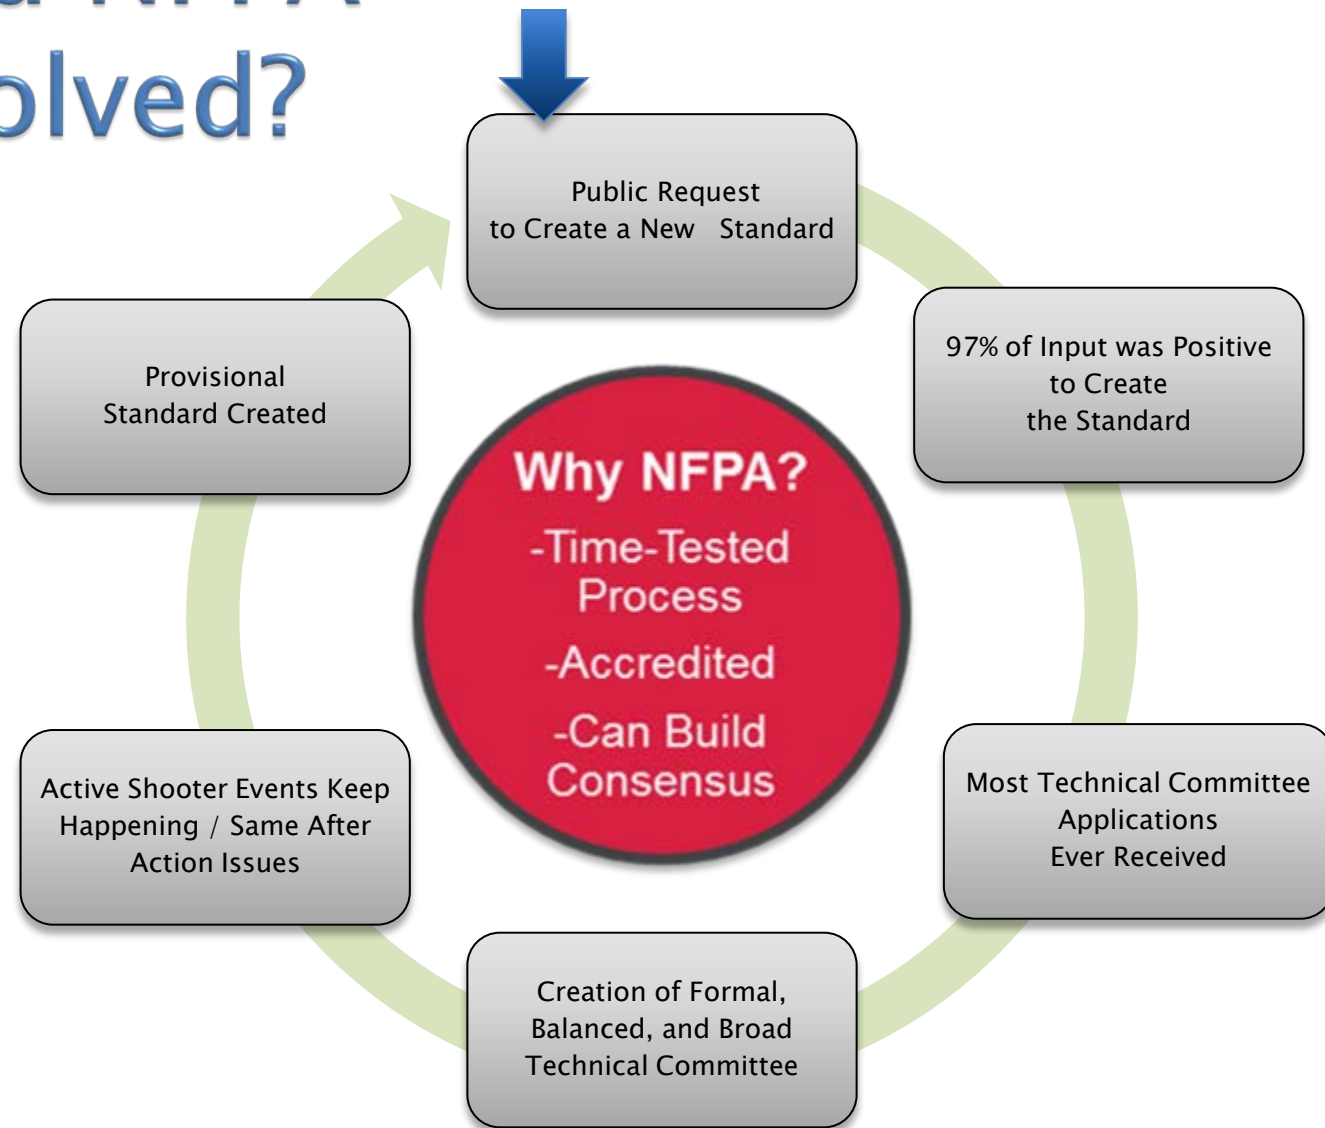 NFPA
olved?
Public Request
to Create a New Standard
97% of Input was Positive
to Create
the Standard
Most Technical Committee
Applications
Ever Received
Creation of Formal,
Balanced, and Broad
Technical Committee
Active Shooter Events Keep
Happening / Same After
Action Issues
Provisional
Standard Created
Why NFPA?
-Time-Tested
Process
-Accredited
-Can Build
Consensus